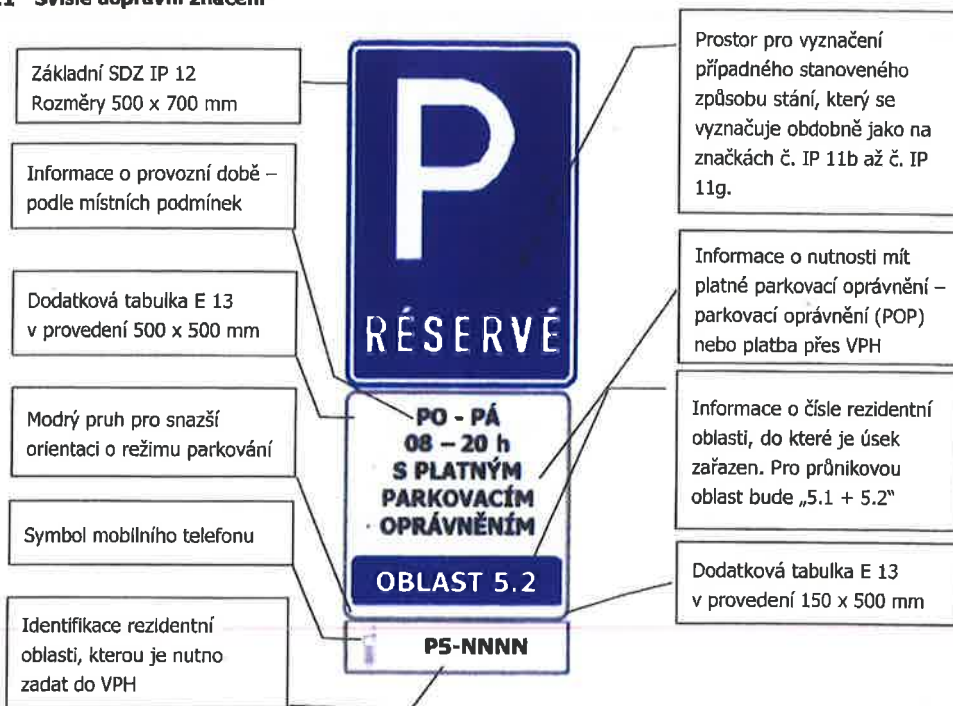 Svislé dopravní značení
Základní SDZ IP 12
Rozměry 500 x 700 mm
Informace o provozní době –
podle místních podmínek
Dodatková tabulka E 13
v provedení 500 x 500 mm
Modrý pruh pro snazší
orientaci o režimu parkování
Symbol mobilního telefonu
Identifikace rezidentní
oblasti, kterou je nutno
zadat do VPH
P
RÉSERVÉ
PO - PÁ
08 – 20 h
S PLATNÝM
PARKOVACÍM
OPRÁVNĚNÍM
OBLAST 5.2
P5-NNNN
Prostor pro vyznačení
případného stanoveného
způsobu stání, který se
vyznačuje obdobně jako na
značkách č. IP 11b až č. IP
11g.
Informace o nutnosti mít
platné parkovací oprávnění –
parkovací oprávnění (POP)
nebo platba přes VPH
Informace o čísle rezidentní
oblasti, do které je úsek
zařazen. Pro průnikovou
oblast bude „5.1 + 5.2“
Dodatková tabulka E 13
v provedení 150 x 500 mm